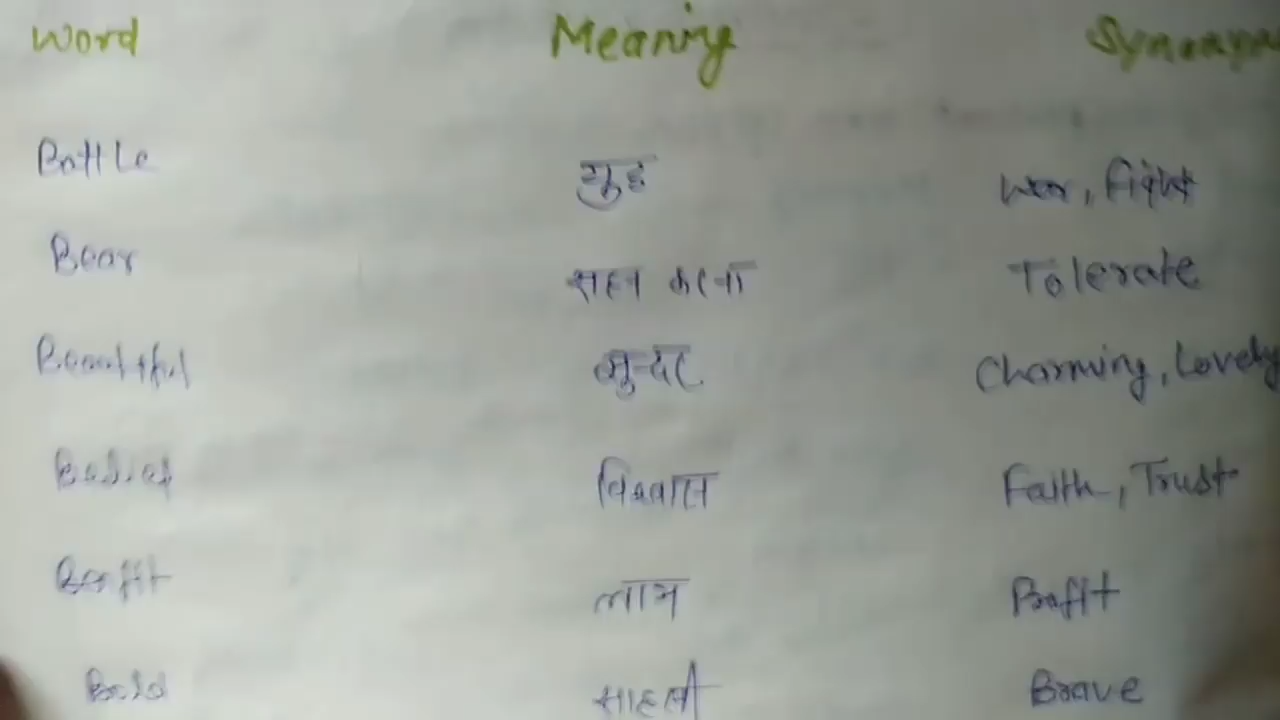 Word Meaning Synonym
Battle युद्ध War, Fight
Bear सहन करना Tolerate
Beautiful सुन्दर Charming, Lovely
Belief विश्वास Faith, Trust
लाभ Profit
Bold साहसी Brave